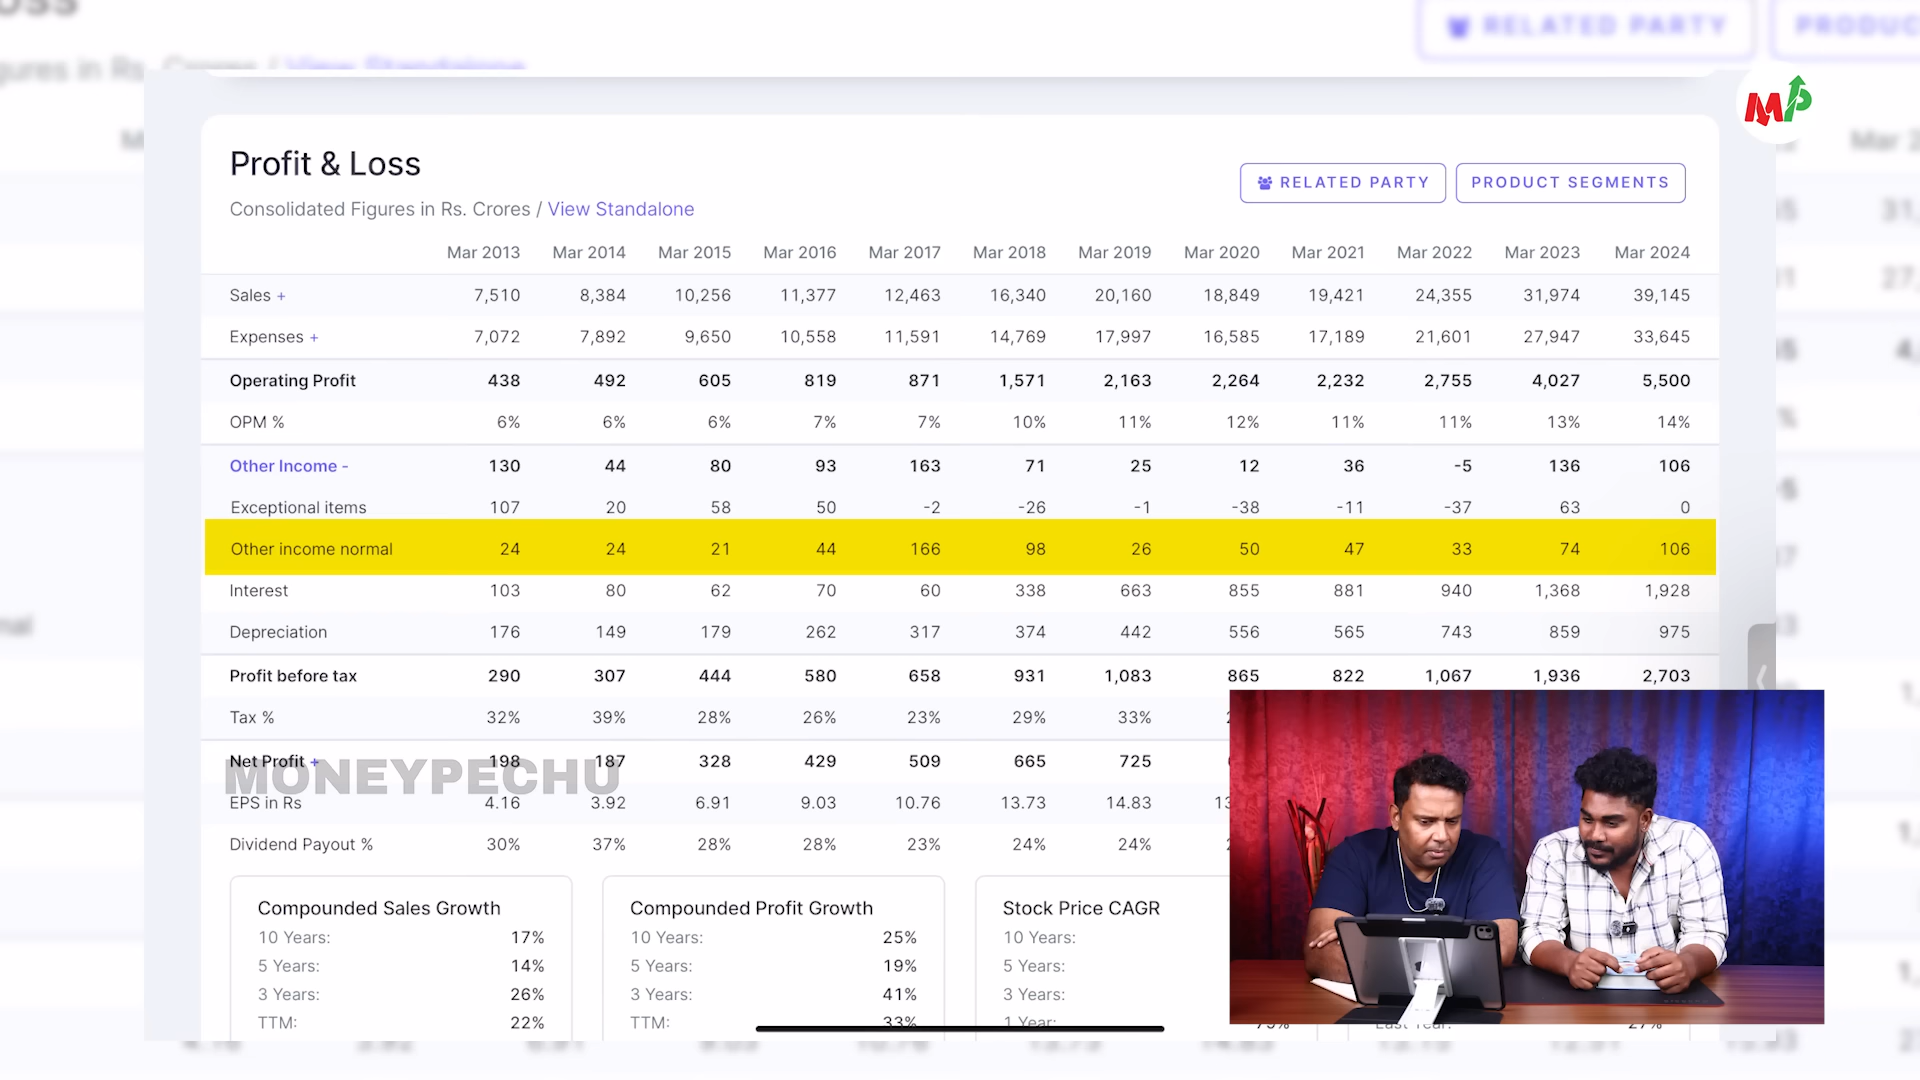 RELATED PARTY
View Standalone
MP
Profit & Loss
RELATED PARTY PRODUCT SEGMENTS
Consolidated Figures in Rs. Crores / View Standalone
Mar 2013 Mar 2014 Mar 2015 Mar 2016 Mar 2017 Mar 2018 Mar 2019 Mar 2020 Mar 2021 Mar 2022 Mar 2023 Mar 2024
Sales + 7,510 8,384 10,256 11,377 12,463 16,340 20,160 18,849 19,421 24,355 31,974 39,145
Expenses + 7,072 7,892 9,650 10,558 11,591 14,769 17,997 16,585 17,189 21,601 27,947 33,645
Operating Profit 438 492 605 819 871 1,571 2,163 2,264 2,232 2,755 4,027 5,500
OPM % 6% 6% 6% 7% 7% 10% 11% 12% 11% 11% 13% 14%
Other Income - 130 44 80 93 163 71 25 12 36 -5 136 106
Exceptional items 107 20 58 50 -2 -26 -1 -38 -11 -37 63 0
Other income normal 24 24 21 44 166 98 26 50 47 33 74 106
Interest 103 80 62 70 60 338 663 855 881 940 1,368 1,928
Depreciation 176 149 179 262 317 374 442 556 565 743 859 975
Profit before tax 290 307 444 580 658 931 1,083 865 822 1,067 1,936 2,703
Tax % 32% 39% 28% 26% 23% 29% 33%
Net Profit + 198 187 328 429 509 665 725
MONEYPECHU
EPS in Rs 4.16 3.92 6.91 9.03 10.76 13.73 14.83
Dividend Payout % 30% 37% 28% 28% 23% 24% 24%
Compounded Sales Growth
10 Years: 17%
5 Years: 14%
3 Years: 26%
TTM: 22%
Compounded Profit Growth
10 Years: 25%
5 Years: 19%
3 Years: 41%
TTM: 33%
Stock Price CAGR
10 Years:
5 Years:
3 Years:
1 Year: